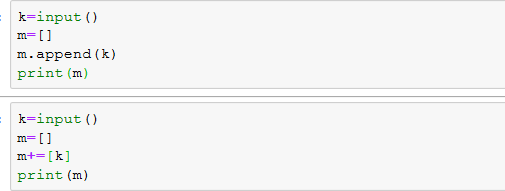 k=input()
m=[]
m.append(k)
print(m)
k=input()
m=[]
m+=[k]
print(m)